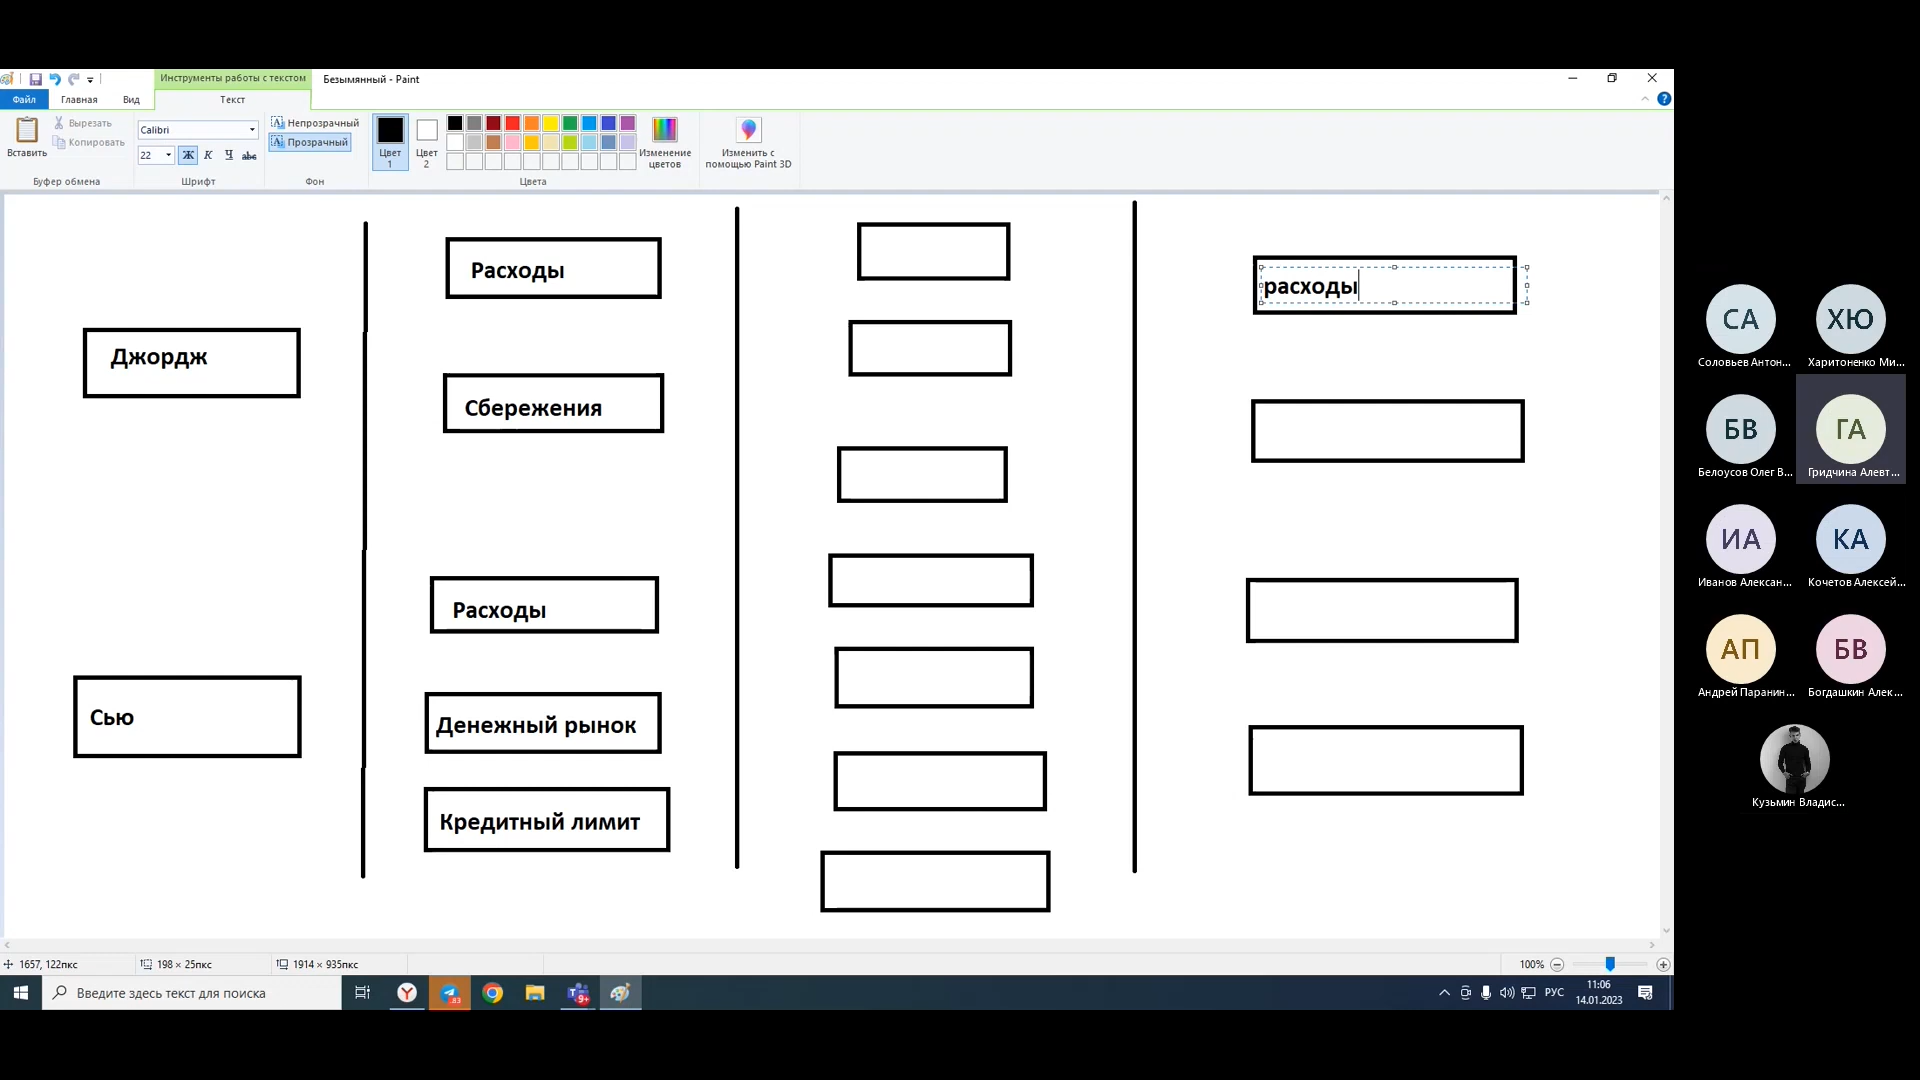 Инструменты работы с текстом
Безымянный - Paint
Файл
Главная
Вид
Текст
Вставить
Вырезать
Копировать
Буфер обмена
Calibri
22
Ж К Ч abc
Шрифт
Непрозрачный
Прозрачный
Фон
Цвет 1
Цвет 2
Цвета
Изменение цветов
Изменить с помощью Paint 3D
Джордж
Сью
Расходы
Сбережения
Расходы
Денежный рынок
Кредитный лимит
расходы
СА
Соловьев Антон...
ХЮ
Харитоненко Ми...
БВ
Белоусов Олег В...
ГА
Гридчина Алевт...
ИА
Иванов Алексан...
КА
Кочетов Алексей...
АП
Андрей Паранин...
БВ
Богдашкин Алек...
Кузьмин Владис...
1657, 122пкс
198 × 25пкс
1914 × 935пкс
100%
Введите здесь текст для поиска
83
9+
РУС
11:06
14.01.2023